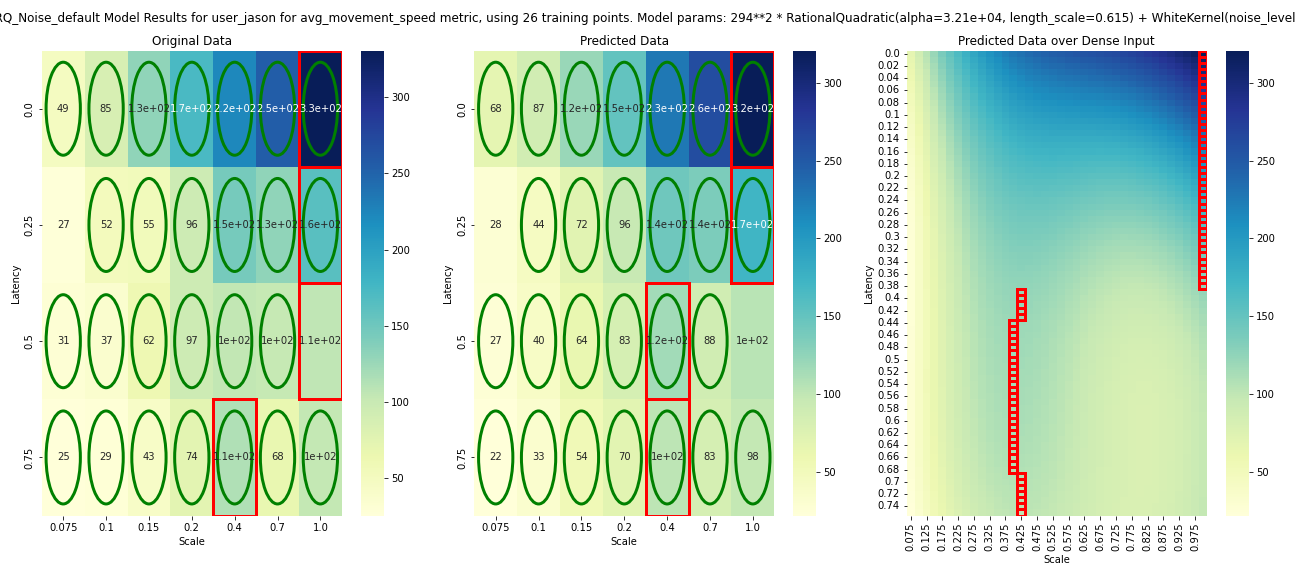 RQ_Noise_default Model Results for user_jason for avg_movement_speed metric, using 26 training points. Model params: 294**2 * RationalQuadratic(alpha=3.21e+04, length_scale=0.615) + WhiteKernel(noise_level
Original Data
0.0 49 85 1.3e+02 1.7e+02 2.2e+02 2.5e+02 3.3e+02
0.25 27 52 55 96 1.5e+02 1.3e+02 1.6e+02
0.5 31 37 62 97 1e+02 1e+02 1.1e+02
0.75 25 29 43 74 1.1e+02 68 1e+02
0.075 0.1 0.15 0.2 0.4 0.7 1.0
Scale
Latency
300
250
200
150
100
50
Predicted Data
0.0 68 87 1.2e+02 1.5e+02 2.3e+02 2.6e+02 3.2e+02
0.25 28 44 72 96 1.4e+02 1.4e+02 1.7e+02
0.5 27 40 64 83 1.2e+02 88 1e+02
0.75 22 33 54 70 1e+02 83 98
0.075 0.1 0.15 0.2 0.4 0.7 1.0
Scale
Latency
300
250
200
150
100
50
Predicted Data over Dense Input
0.0
0.02
0.04
0.06
0.08
0.1
0.12
0.14
0.16
0.18
0.2
0.22
0.24
0.26
0.28
0.3
0.32
0.34
0.36
0.38
0.4
0.42
0.44
0.46
0.48
0.5
0.52
0.54
0.56
0.58
0.6
0.62
0.64
0.66
0.68
0.7
0.72
0.74
0.075 0.125 0.175 0.225 0.275 0.325 0.375 0.425 0.475 0.525 0.575 0.625 0.675 0.725 0.775 0.825 0.875 0.925 0.975
Scale
Latency
300
250
200
150
100
50